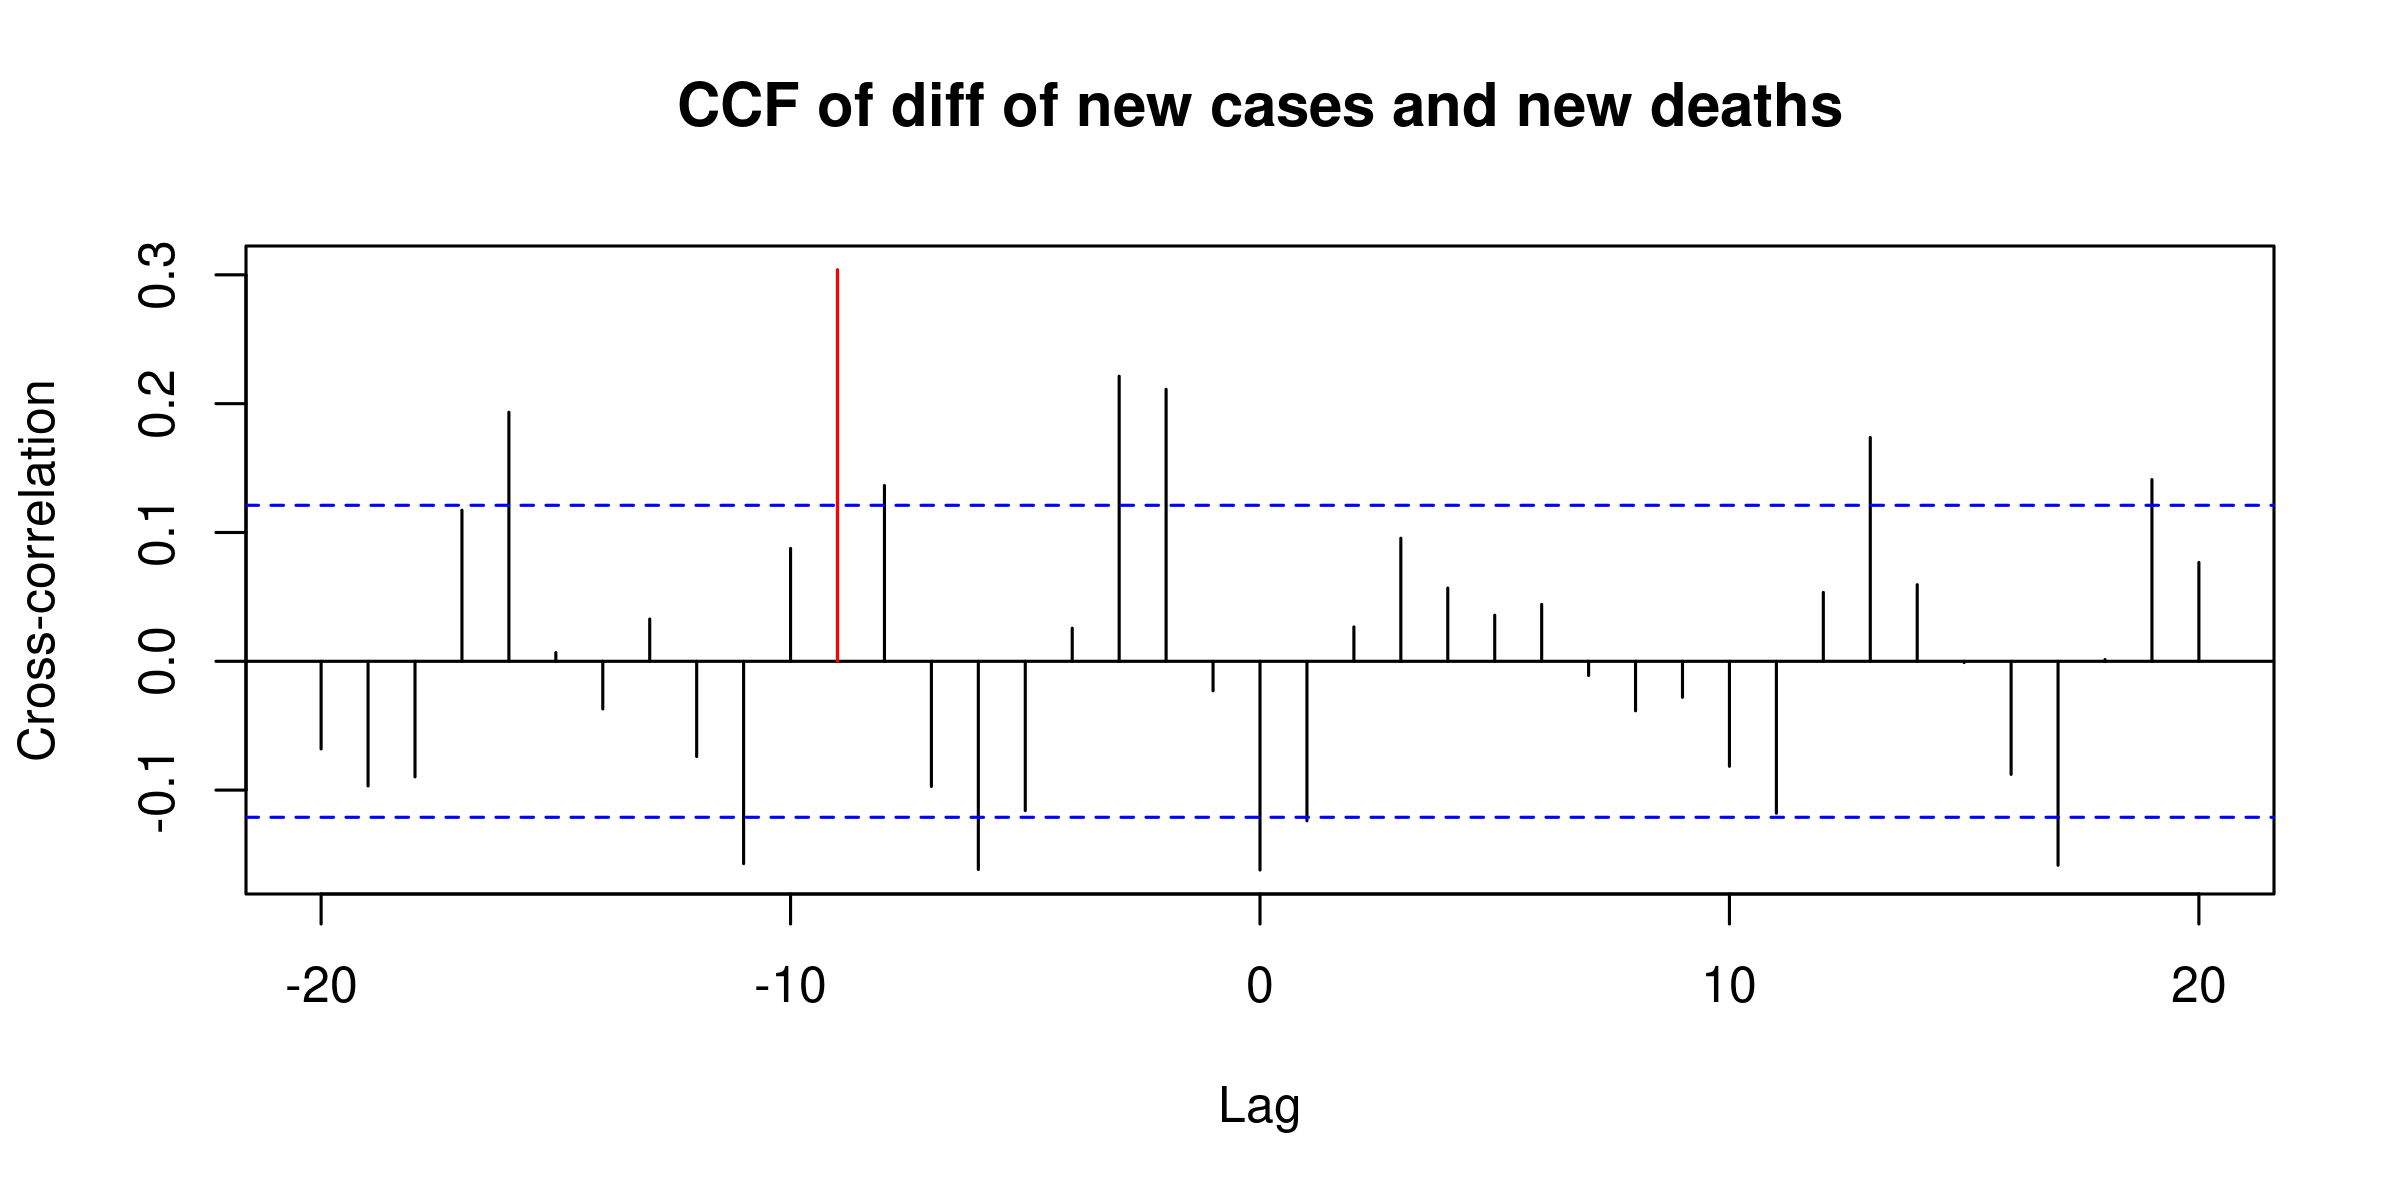 CCF of diff of new cases and new deaths
Cross-correlation
0.3
0.2
0.1
0.0
-0.1
-20 -10 0 10 20
Lag